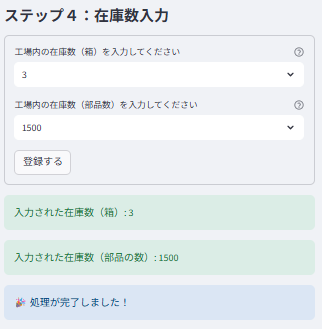 ステップ４：在庫数入力
工場内の在庫数（箱）を入力してください
3
工場内の在庫数（部品数）を入力してください
1500
登録する
入力された在庫数（箱）: 3
入力された在庫数（部品の数）: 1500
🎉 処理が完了しました！